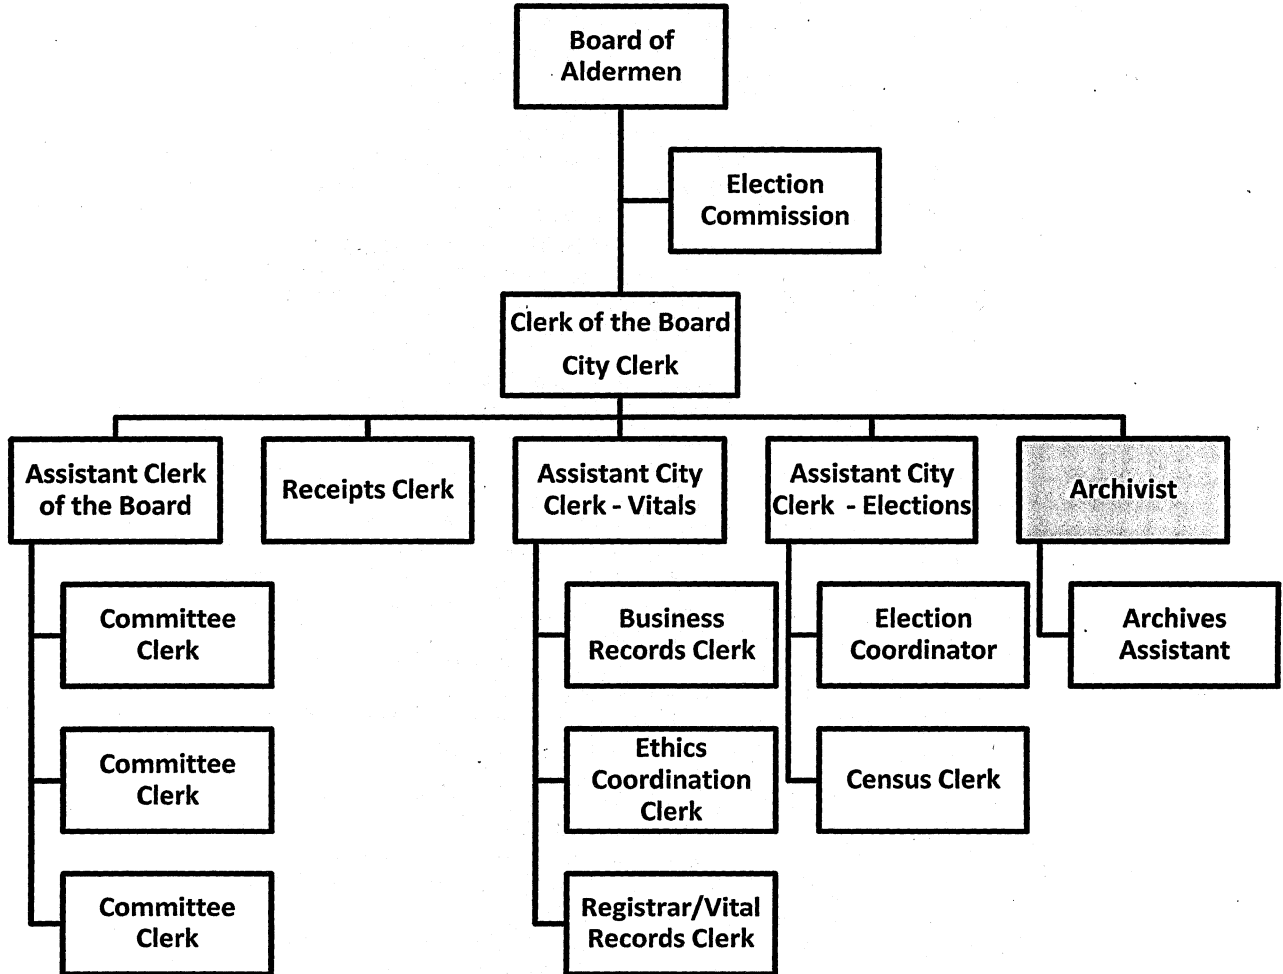 Board of
Aldermen
Election
Commission
Clerk of the Board
City Clerk
Assistant Clerk
of the Board
Receipts Clerk
Assistant City
Clerk - Vitals
Assistant City
Clerk - Elections
Archivist
Committee
Clerk
Business
Records Clerk
Election
Coordinator
Archives
Assistant
Committee
Clerk
Ethics
Coordination
Clerk
Census Clerk
Committee
Clerk
Registrar/Vital
Records Clerk